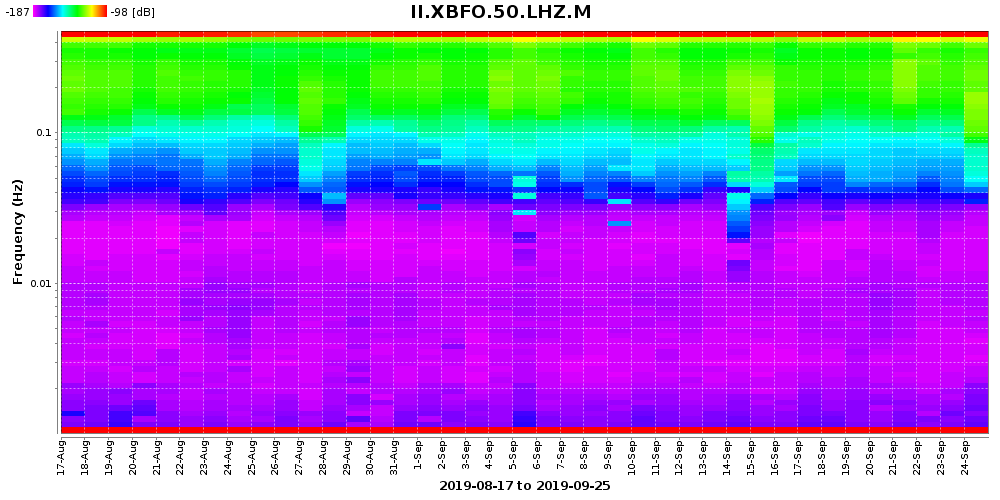 II.XBFO.50.LHZ.M
-187 -98 [dB]
Frequency (Hz)
0.1
0.01
17-Aug 18-Aug 19-Aug 20-Aug 21-Aug 22-Aug 23-Aug 24-Aug 25-Aug 26-Aug 27-Aug 28-Aug 29-Aug 30-Aug 31-Aug 1-Sep 2-Sep 3-Sep 4-Sep 5-Sep 6-Sep 7-Sep 8-Sep 9-Sep 10-Sep 11-Sep 12-Sep 13-Sep 14-Sep 15-Sep 16-Sep 17-Sep 18-Sep 19-Sep 20-Sep 21-Sep 22-Sep 23-Sep 24-Sep
2019-08-17 to 2019-09-25